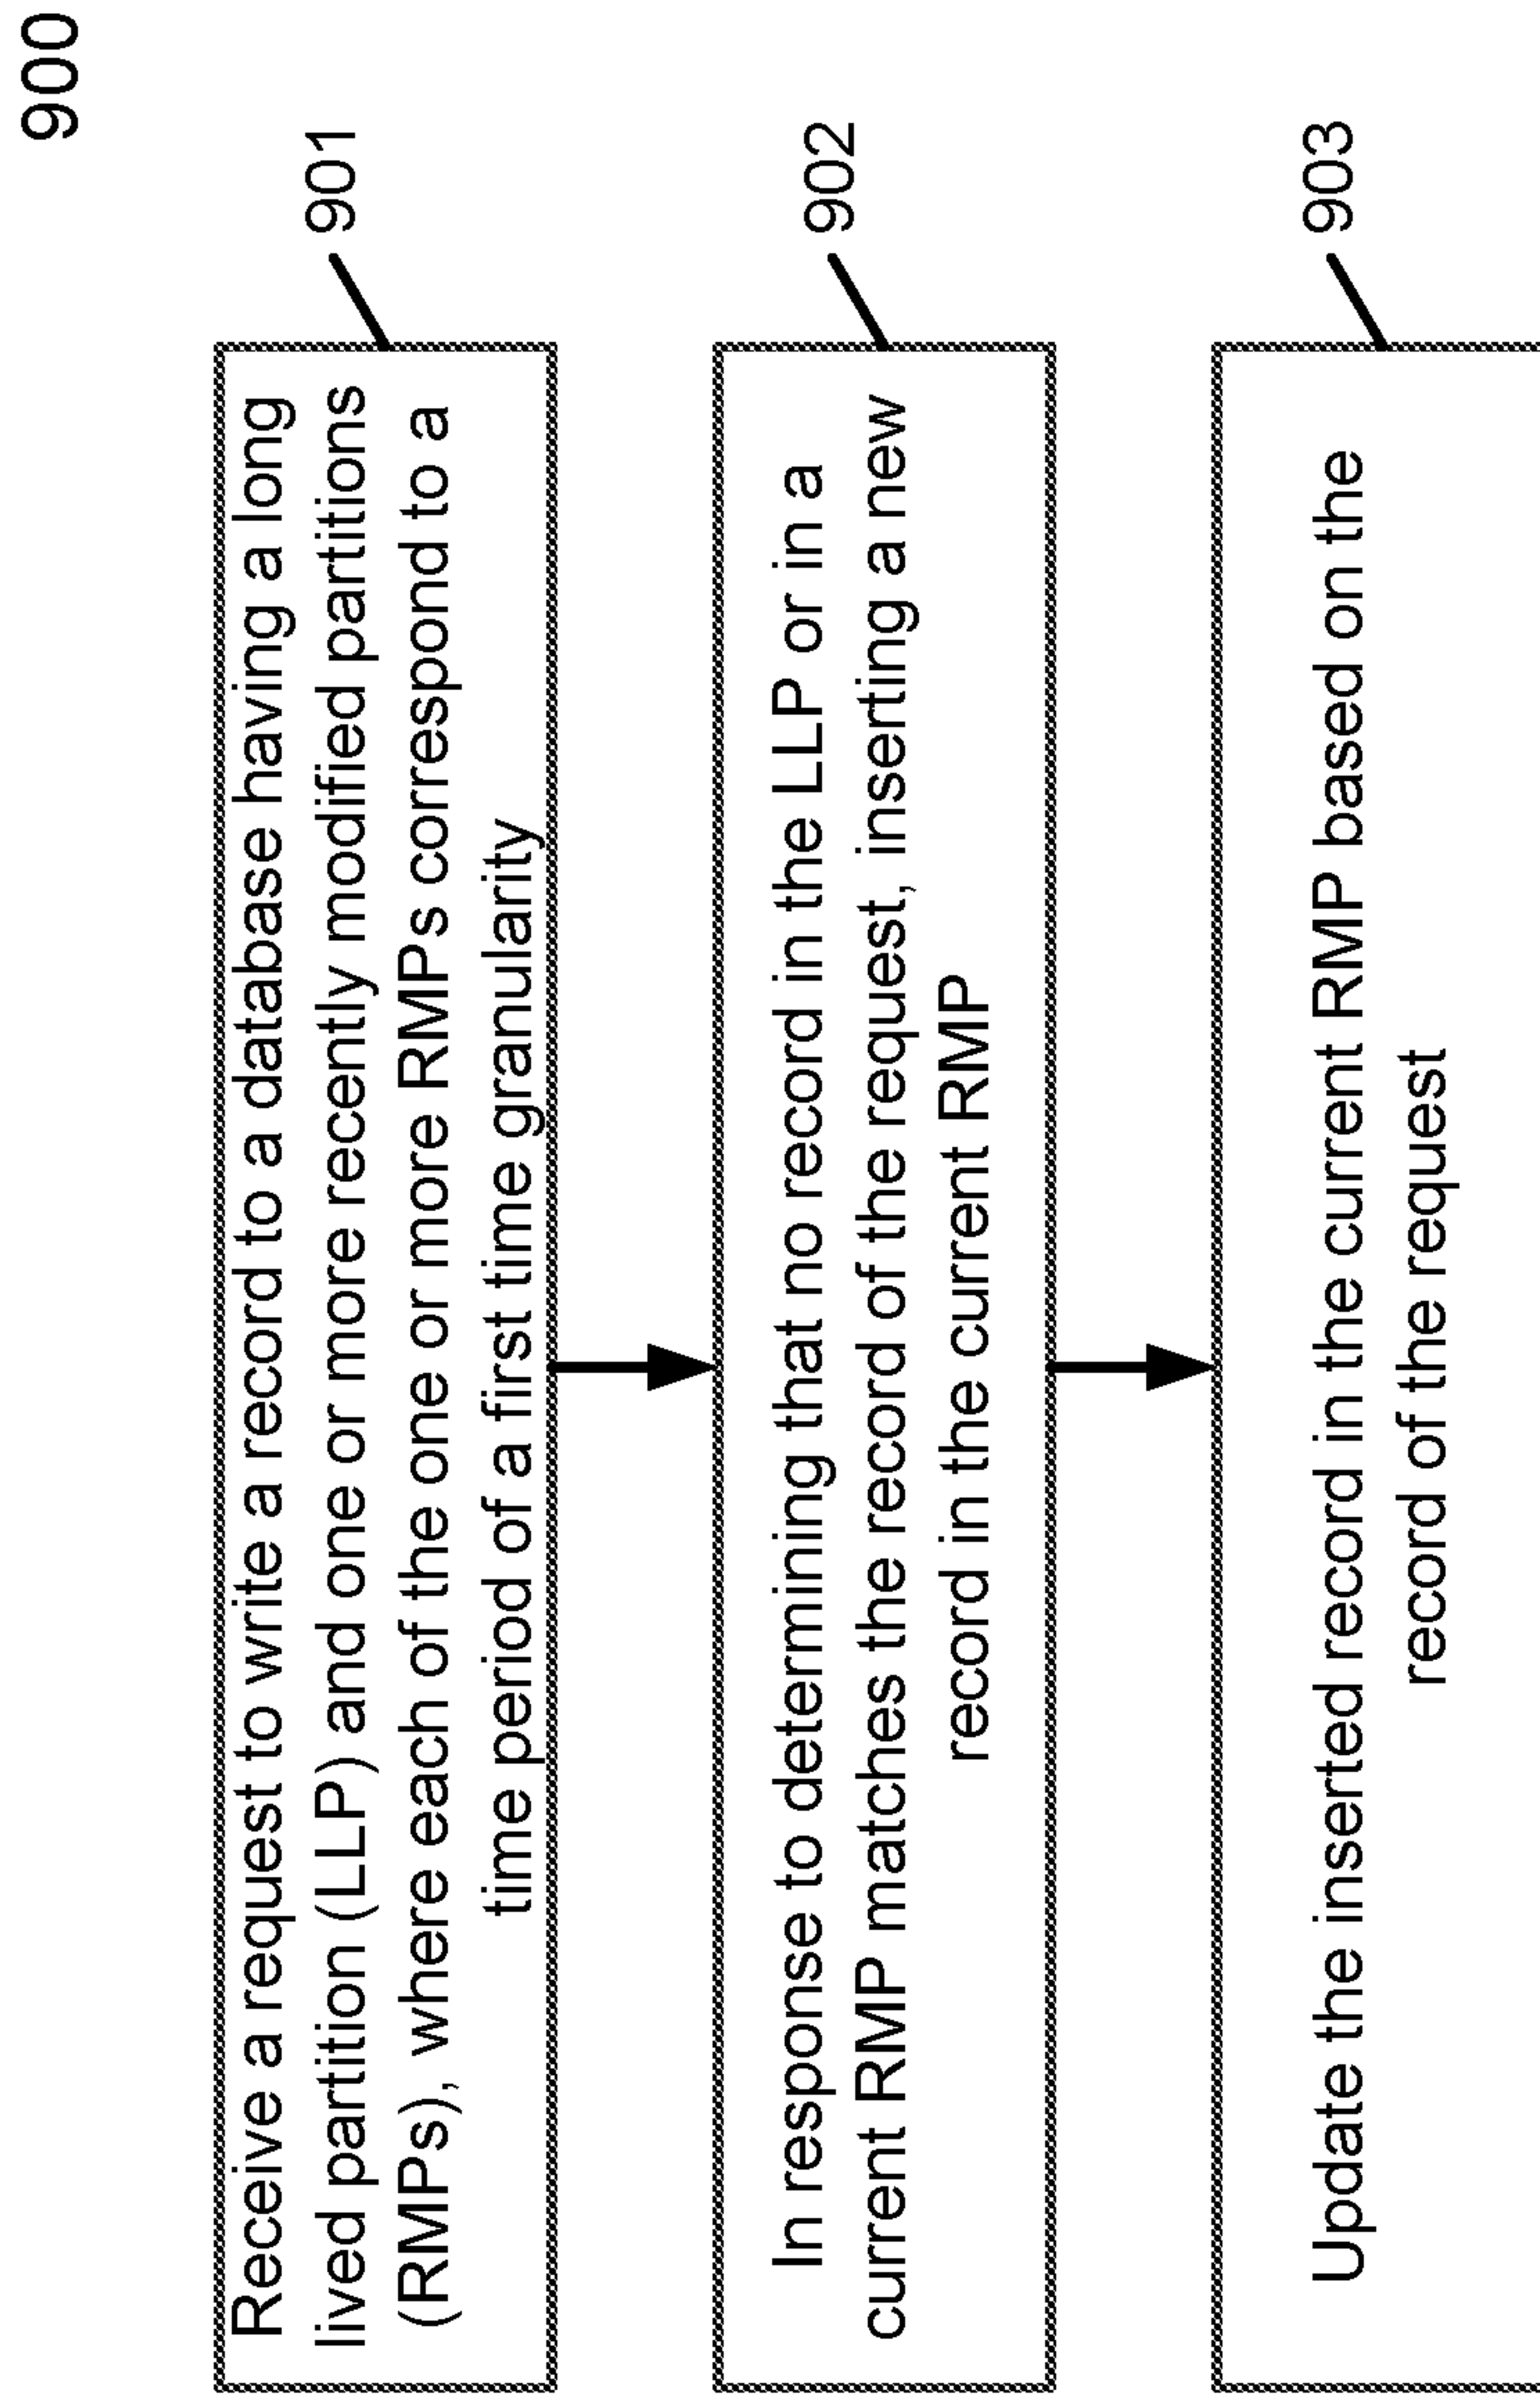 900
Receive a request to write a record to a database having a long
lived partition (LLP) and one or more recently modified partitions
(RMPs), where each of the one or more RMPs correspond to a
time period of a first time granularity
901
In response to determining that no record in the LLP or in a
current RMP matches the record of the request, inserting a new
record in the current RMP
902
Update the inserted record in the current RMP based on the
record of the request
903